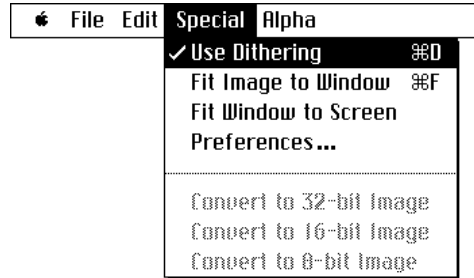 File Edit Special Alpha
✓ Use Dithering ⌘D
Fit Image to Window ⌘F
Fit Window to Screen
Preferences...
Convert to 32-bit Image
Convert to 16-bit Image
Convert to 8-bit Image